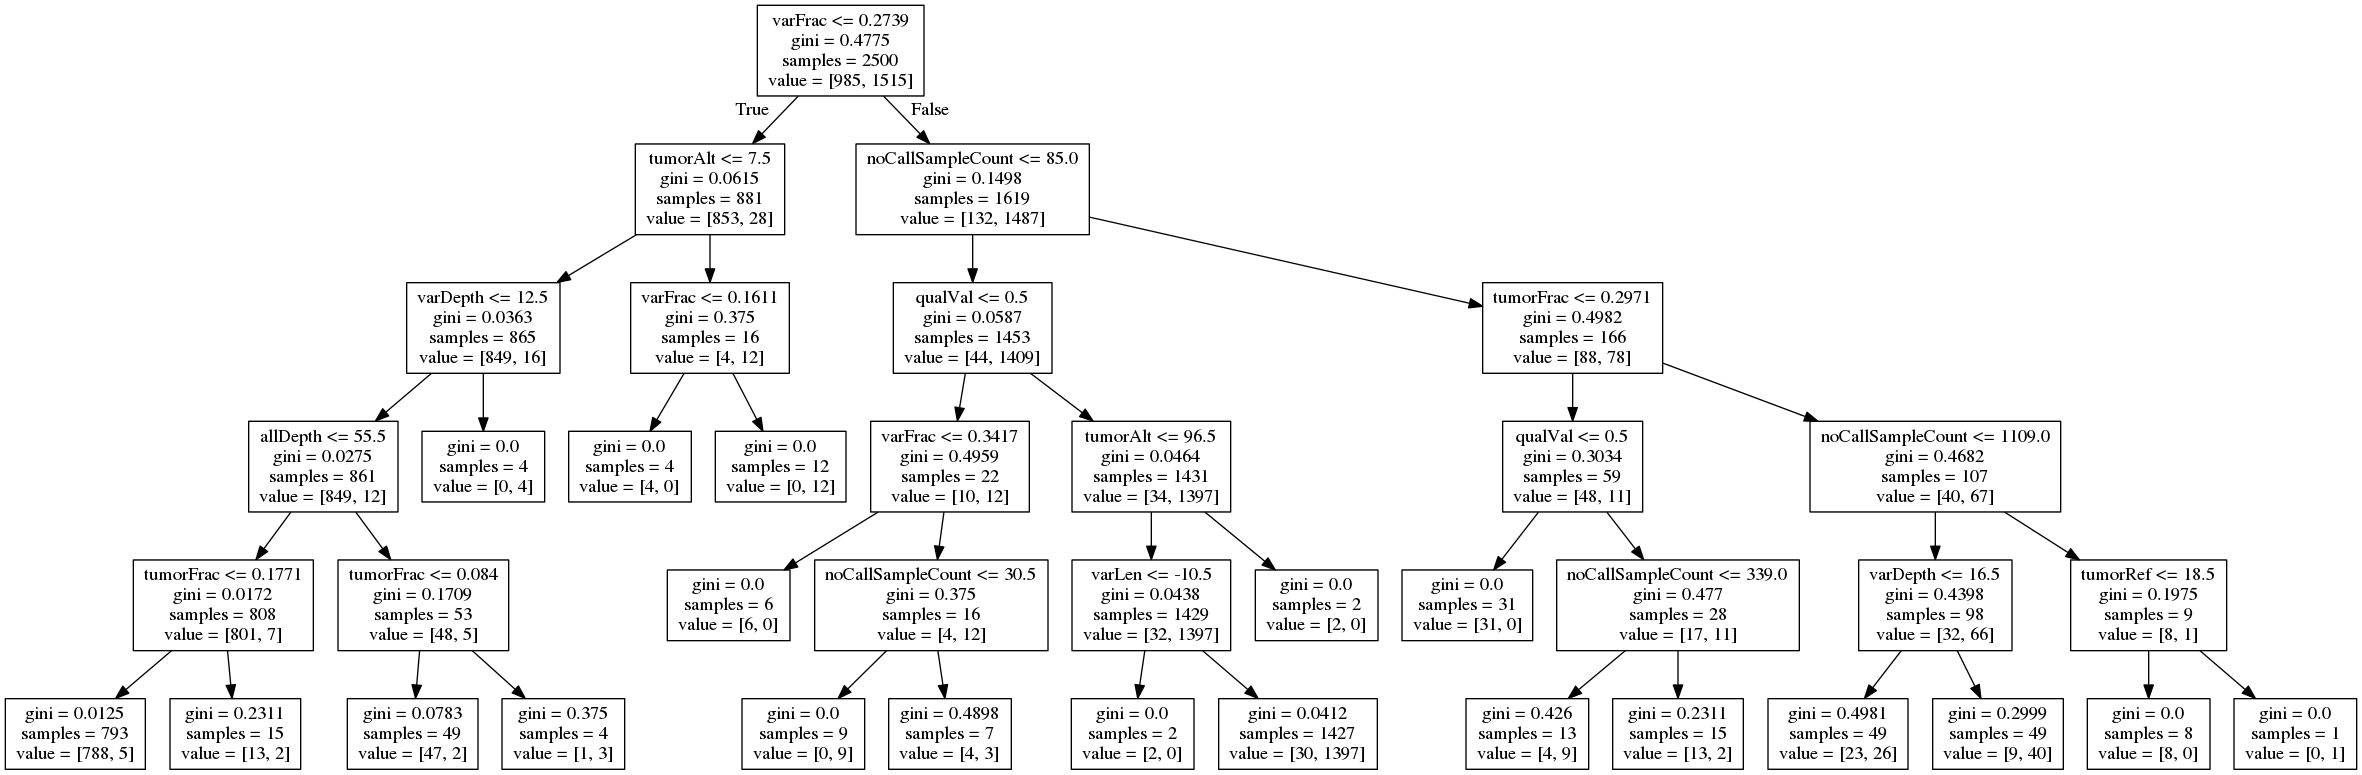 varFrac <= 0.2739
gini = 0.4775
samples = 2500
value = [985, 1515]
True
False
tumorAlt <= 7.5
gini = 0.0615
samples = 881
value = [853, 28]
noCallSampleCount <= 85.0
gini = 0.1498
samples = 1619
value = [132, 1487]
varDepth <= 12.5
gini = 0.0363
samples = 865
value = [849, 16]
varFrac <= 0.1611
gini = 0.375
samples = 16
value = [4, 12]
qualVal <= 0.5
gini = 0.0587
samples = 1453
value = [44, 1409]
tumorFrac <= 0.2971
gini = 0.4982
samples = 166
value = [88, 78]
allDepth <= 55.5
gini = 0.0275
samples = 861
value = [849, 12]
gini = 0.0
samples = 4
value = [0, 4]
gini = 0.0
samples = 4
value = [4, 0]
gini = 0.0
samples = 12
value = [0, 12]
varFrac <= 0.3417
gini = 0.4959
samples = 22
value = [10, 12]
tumorAlt <= 96.5
gini = 0.0464
samples = 1431
value = [34, 1397]
qualVal <= 0.5
gini = 0.3034
samples = 59
value = [48, 11]
noCallSampleCount <= 1109.0
gini = 0.4682
samples = 107
value = [40, 67]
tumorFrac <= 0.1771
gini = 0.0172
samples = 808
value = [801, 7]
tumorFrac <= 0.084
gini = 0.1709
samples = 53
value = [48, 5]
gini = 0.0
samples = 6
value = [6, 0]
noCallSampleCount <= 30.5
gini = 0.375
samples = 16
value = [4, 12]
varLen <= -10.5
gini = 0.0438
samples = 1429
value = [32, 1397]
gini = 0.0
samples = 2
value = [2, 0]
gini = 0.0
samples = 31
value = [31, 0]
noCallSampleCount <= 339.0
gini = 0.477
samples = 28
value = [17, 11]
varDepth <= 16.5
gini = 0.4398
samples = 98
value = [32, 66]
tumorRef <= 18.5
gini = 0.1975
samples = 9
value = [8, 1]
gini = 0.0125
samples = 793
value = [788, 5]
gini = 0.2311
samples = 15
value = [13, 2]
gini = 0.0783
samples = 49
value = [47, 2]
gini = 0.375
samples = 4
value = [1, 3]
gini = 0.0
samples = 9
value = [0, 9]
gini = 0.4898
samples = 7
value = [4, 3]
gini = 0.0
samples = 2
value = [2, 0]
gini = 0.0412
samples = 1427
value = [30, 1397]
gini = 0.426
samples = 13
value = [4, 9]
gini = 0.2311
samples = 15
value = [13, 2]
gini = 0.4981
samples = 49
value = [23, 26]
gini = 0.2999
samples = 49
value = [9, 40]
gini = 0.0
samples = 8
value = [8, 0]
gini = 0.0
samples = 1
value = [0, 1]